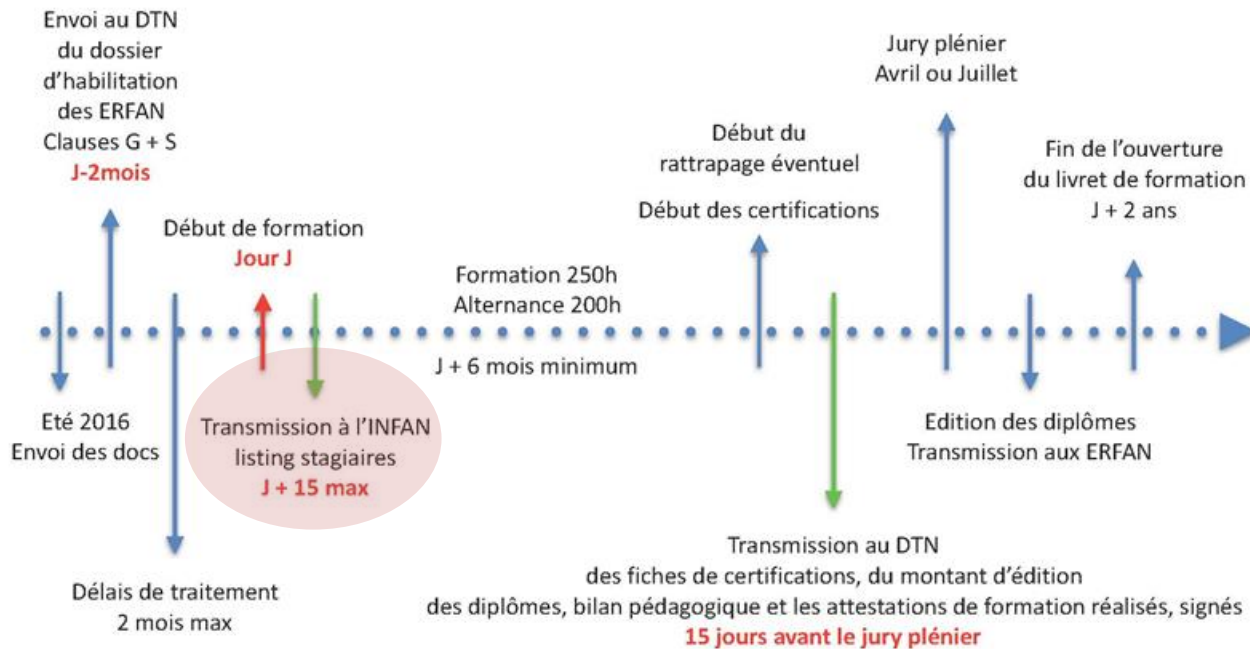 Envoi au DTN
du dossier
d'habilitation
des ERFAN
Clauses G + S
J-2mois
Jury plénier
Avril ou Juillet
Début du
rattrapage éventuel
Début des certifications
Fin de l'ouverture
du livret de formation
J + 2 ans
Début de formation
Jour J
Formation 250h
Alternance 200h
J + 6 mois minimum
Eté 2016
Envoi des docs
Transmission à l'INFAN
listing stagiaires
J + 15 max
Edition des diplômes
Transmission aux ERFAN
Délais de traitement
2 mois max
Transmission au DTN
des fiches de certifications, du montant d'édition
des diplômes, bilan pédagogique et les attestations de formation réalisés, signés
15 jours avant le jury plénier